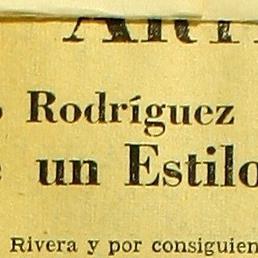 Rodríguez
un Estilo
Rivera y por consiguien